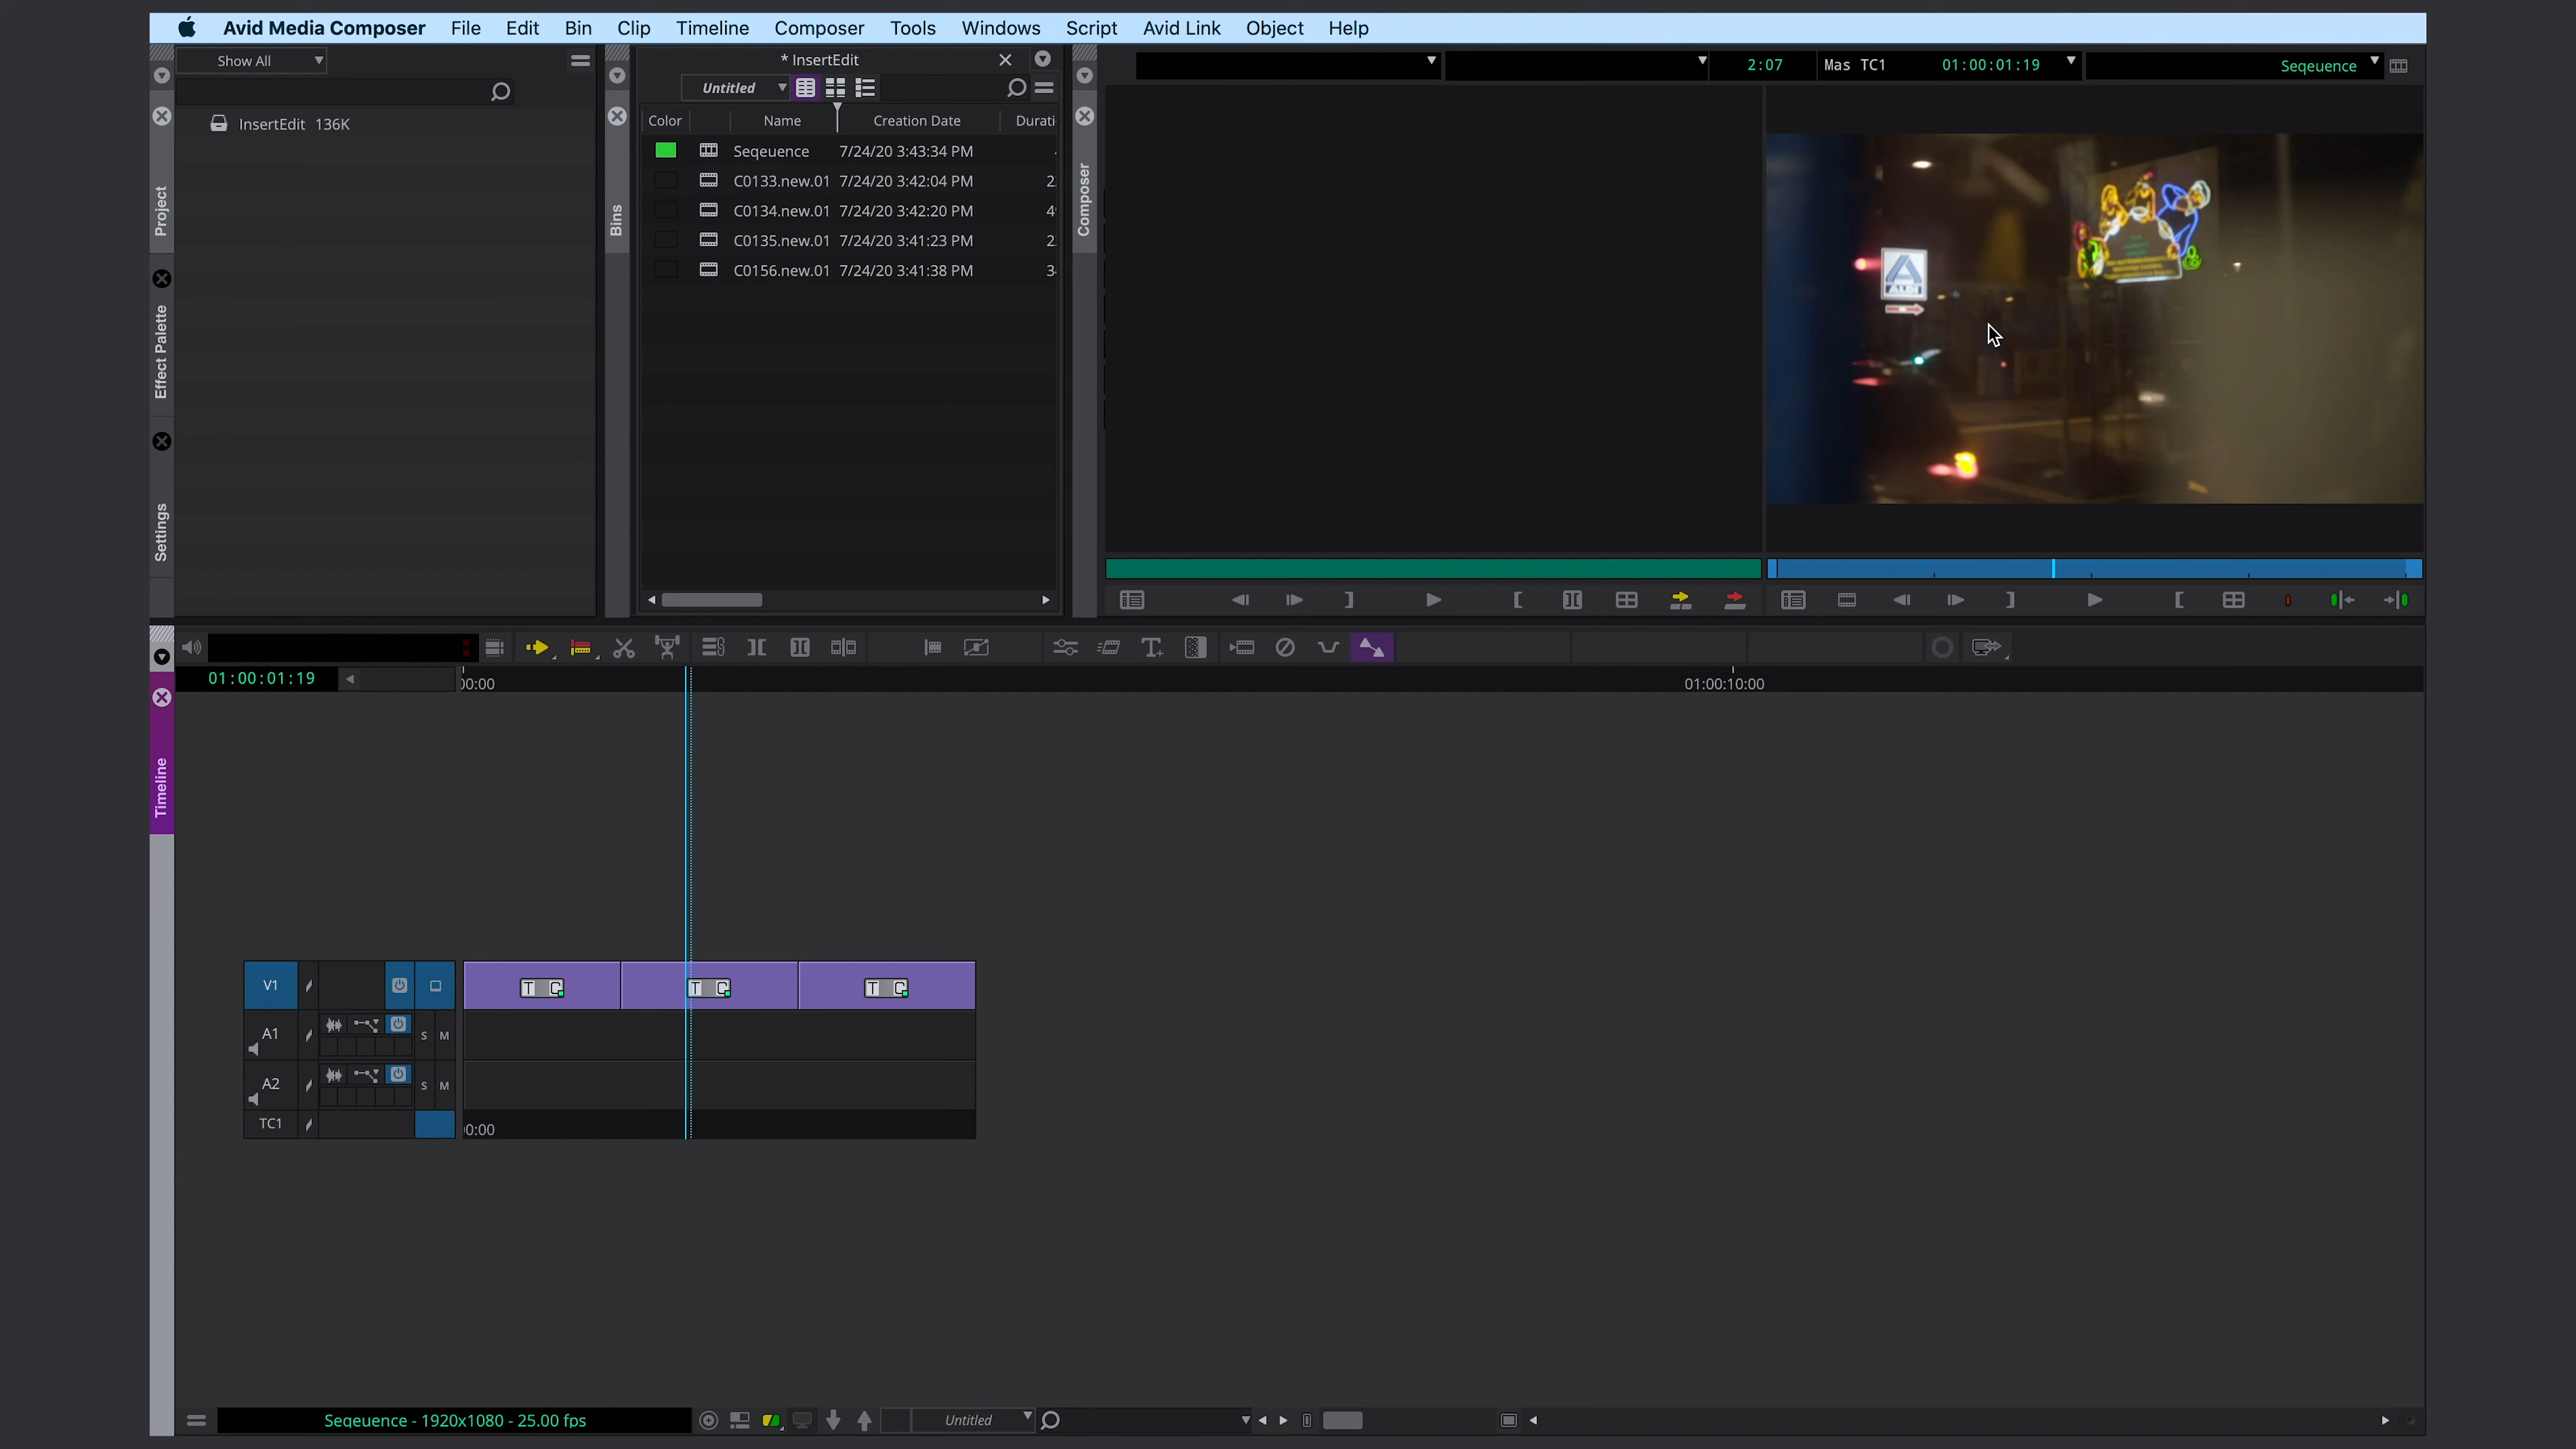 Avid Media Composer File Edit Bin Clip Timeline Tools Composer Windows Script Avid Link Object Help
Show All
InsertEdit 136K
Project
Effect Palette
Settings
* InsertEdit
Untitled
Color Name Creation Date Durati
Seqeuence 7/24/20 3:43:34 PM
C0133.new.01 7/24/20 3:42:04 PM 2
C0134.new.01 7/24/20 3:42:20 PM 4
C0135.new.01 7/24/20 3:41:23 PM 2
C0156.new.01 7/24/20 3:41:38 PM 3
Bins
Composer
2:07 Mas TC1 01:00:01:19 Seqeuence
ALDI
01:00:01:19
00:00 01:00:10:00
Timeline
V1 T C T C T C
A1 S M
A2 S M
TC1 00:00
Seqeuence - 1920x1080 - 25.00 fps
Untitled